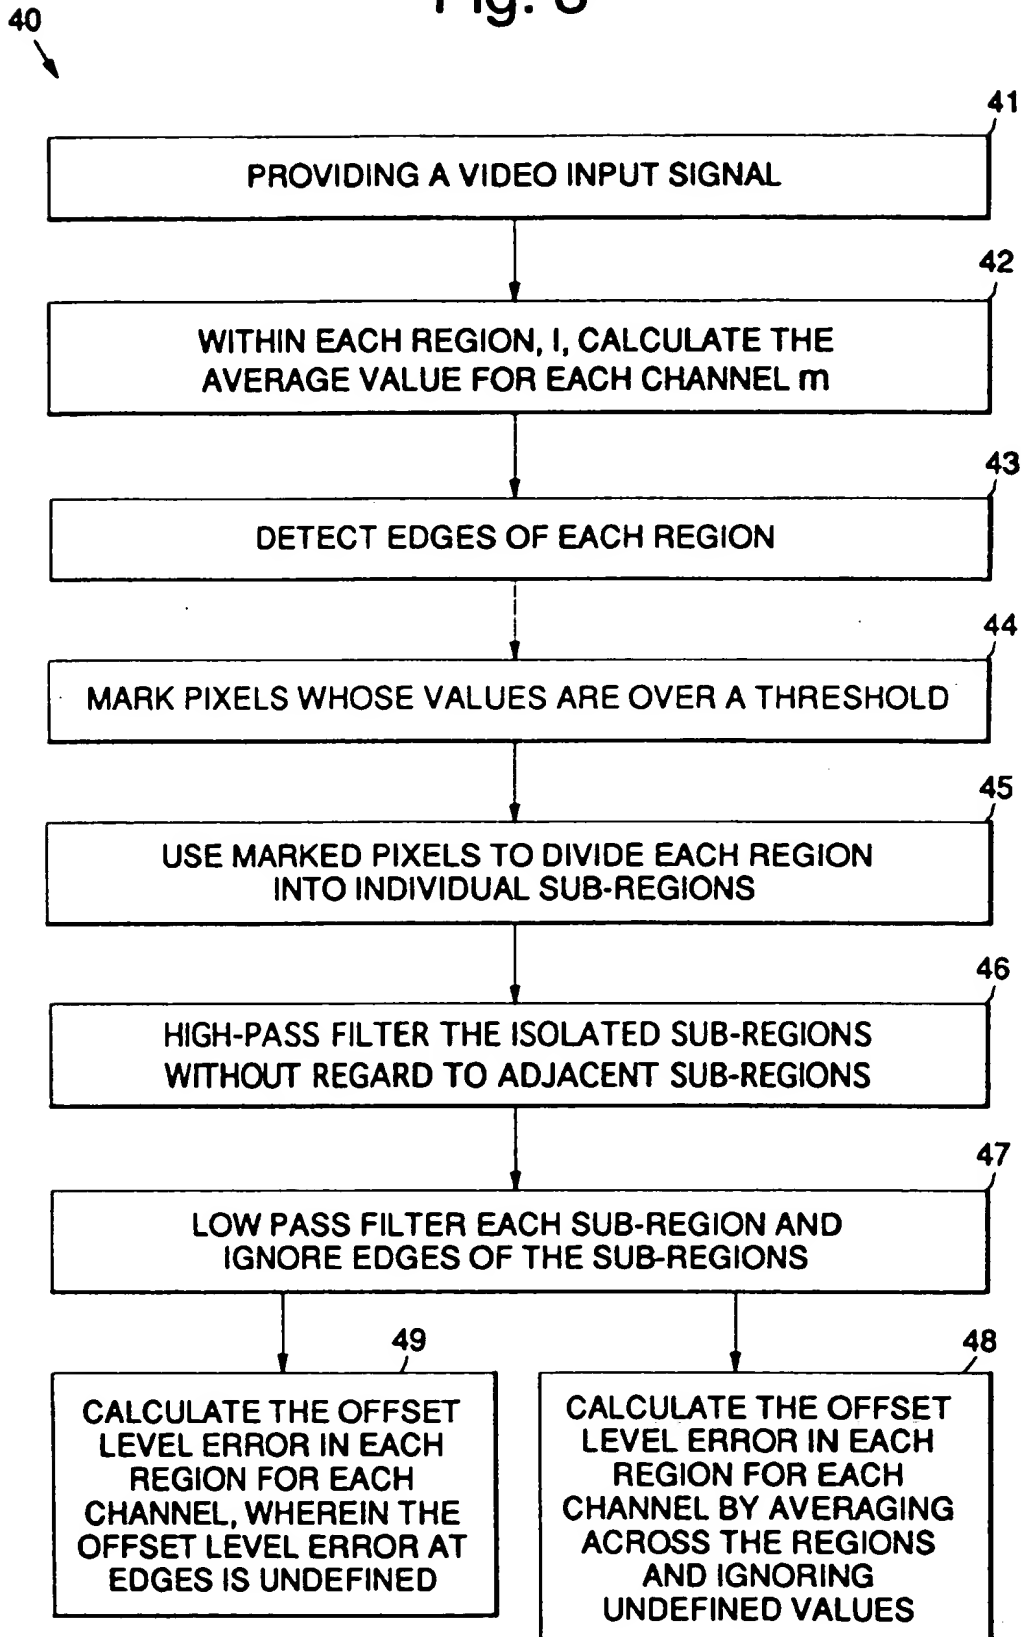 40
41
PROVIDING A VIDEO INPUT SIGNAL
42
WITHIN EACH REGION, I, CALCULATE THE
AVERAGE VALUE FOR EACH CHANNEL m
43
DETECT EDGES OF EACH REGION
44
MARK PIXELS WHOSE VALUES ARE OVER A THRESHOLD
45
USE MARKED PIXELS TO DIVIDE EACH REGION
INTO INDIVIDUAL SUB-REGIONS
46
HIGH-PASS FILTER THE ISOLATED SUB-REGIONS
WITHOUT REGARD TO ADJACENT SUB-REGIONS
47
LOW PASS FILTER EACH SUB-REGION AND
IGNORE EDGES OF THE SUB-REGIONS
49
CALCULATE THE OFFSET
LEVEL ERROR IN EACH
REGION FOR EACH
CHANNEL, WHEREIN THE
OFFSET LEVEL ERROR AT
EDGES IS UNDEFINED
48
CALCULATE THE OFFSET
LEVEL ERROR IN EACH
REGION FOR EACH
CHANNEL BY AVERAGING
ACROSS THE REGIONS
AND IGNORING
UNDEFINED VALUES